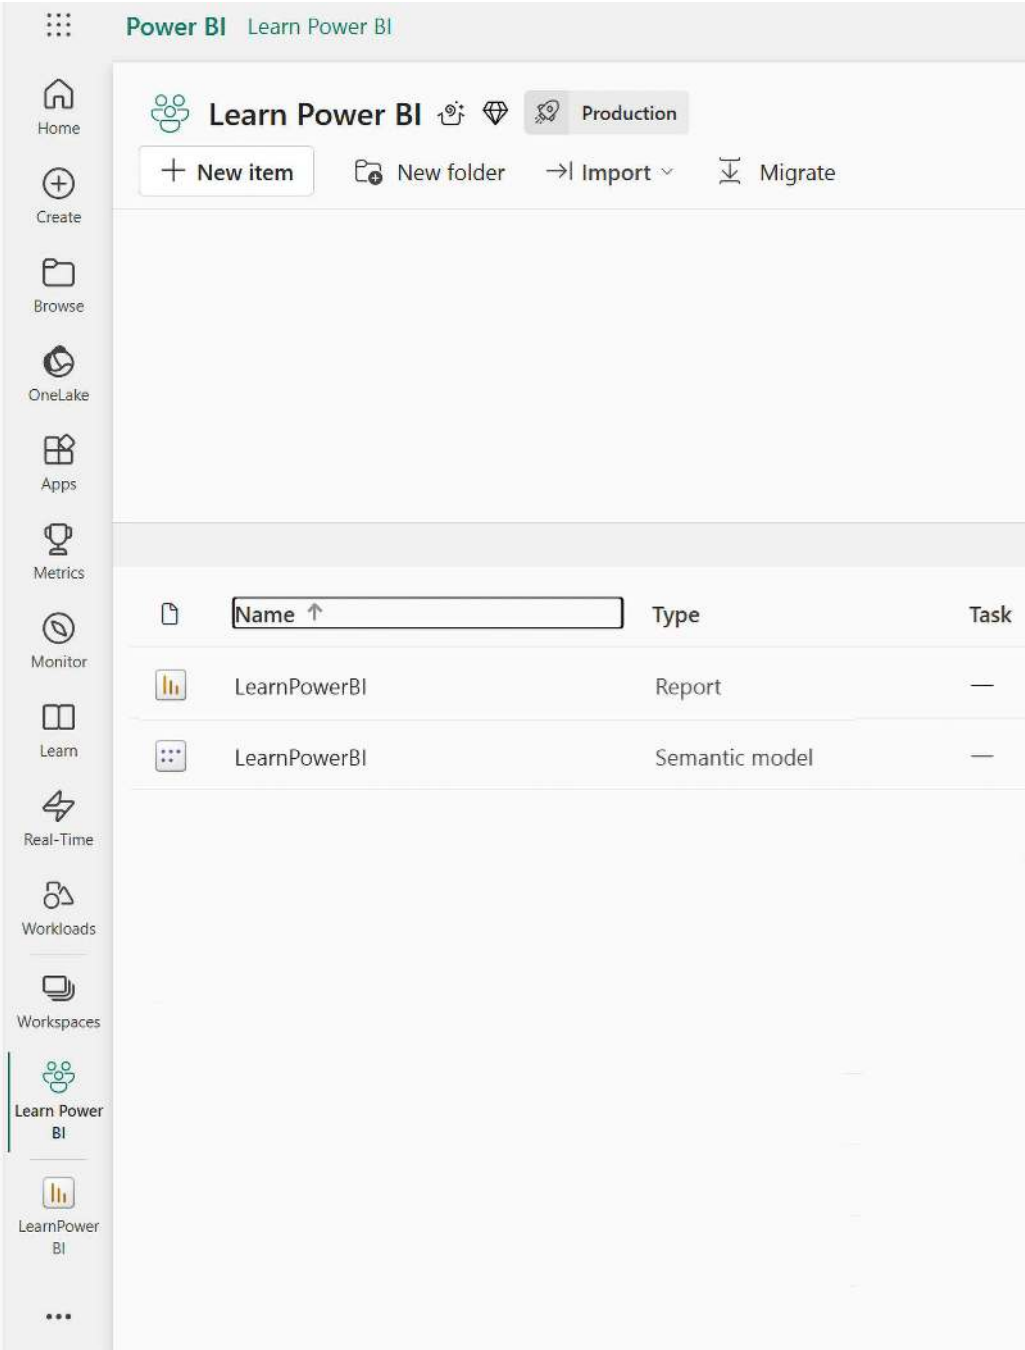 Power BI Learn Power BI
Home
Create
Browse
OneLake
Apps
Metrics
Monitor
Learn
Real-Time
Workloads
Workspaces
Learn Power
BI
LearnPower
BI
Learn Power BI Production
New item New folder Import Migrate
Name Type Task
LearnPowerBI Report —
LearnPowerBI Semantic model —